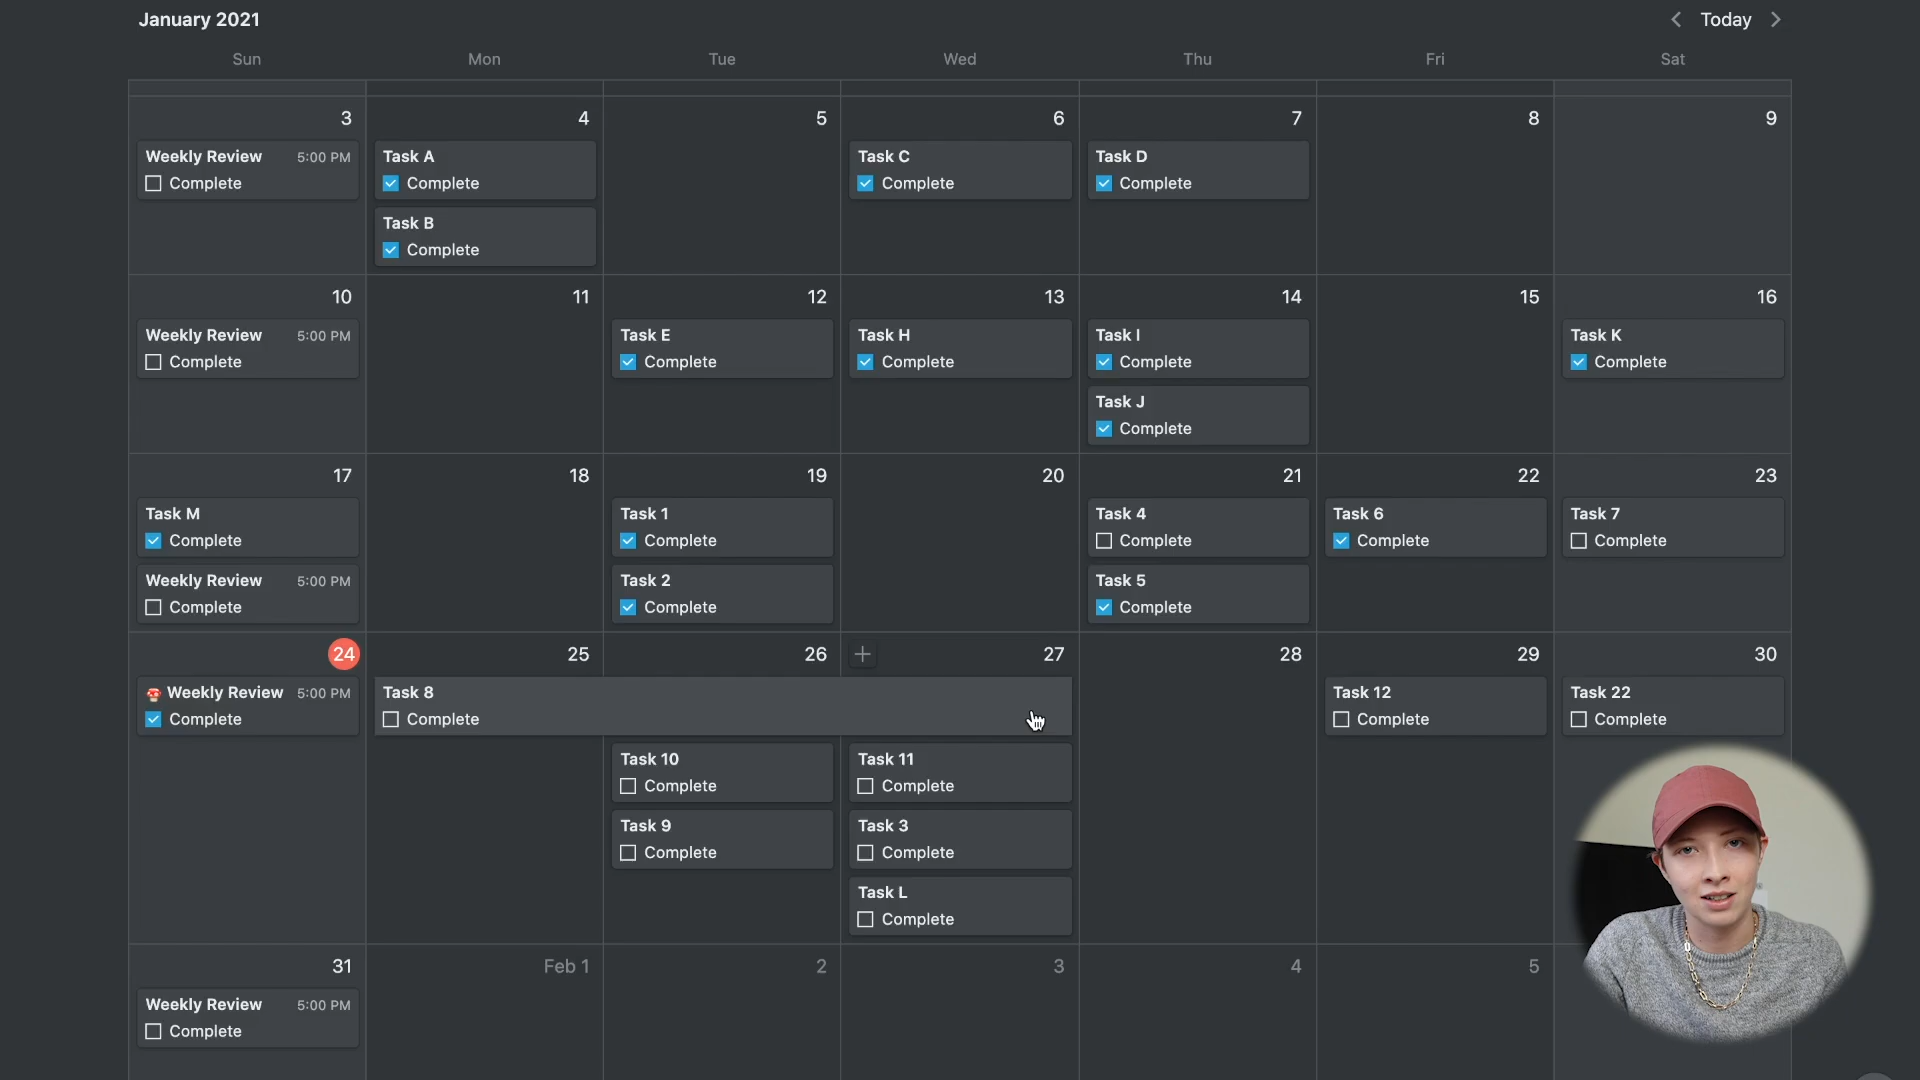 January 2021
Today
Sun Mon Tue Wed Thu Fri Sat
3 4 5 6 7 8 9
Weekly Review 5:00 PM
Complete
Task A
Complete
Task B
Complete
Task C
Complete
Task D
Complete
10 11 12 13 14 15 16
Weekly Review 5:00 PM
Complete
Task E
Complete
Task H
Complete
Task I
Complete
Task J
Complete
Task K
Complete
17 18 19 20 21 22 23
Task M
Complete
Weekly Review 5:00 PM
Complete
Task 1
Complete
Task 2
Complete
Task 4
Complete
Task 5
Complete
Task 6
Complete
Task 7
Complete
24 25 26 27 28 29 30
Weekly Review 5:00 PM
Complete
Task 8
Complete
Task 10
Complete
Task 9
Complete
Task 11
Complete
Task 3
Complete
Task L
Complete
Task 12
Complete
Task 22
Complete
31 Feb 1 2 3 4 5
Weekly Review 5:00 PM
Complete